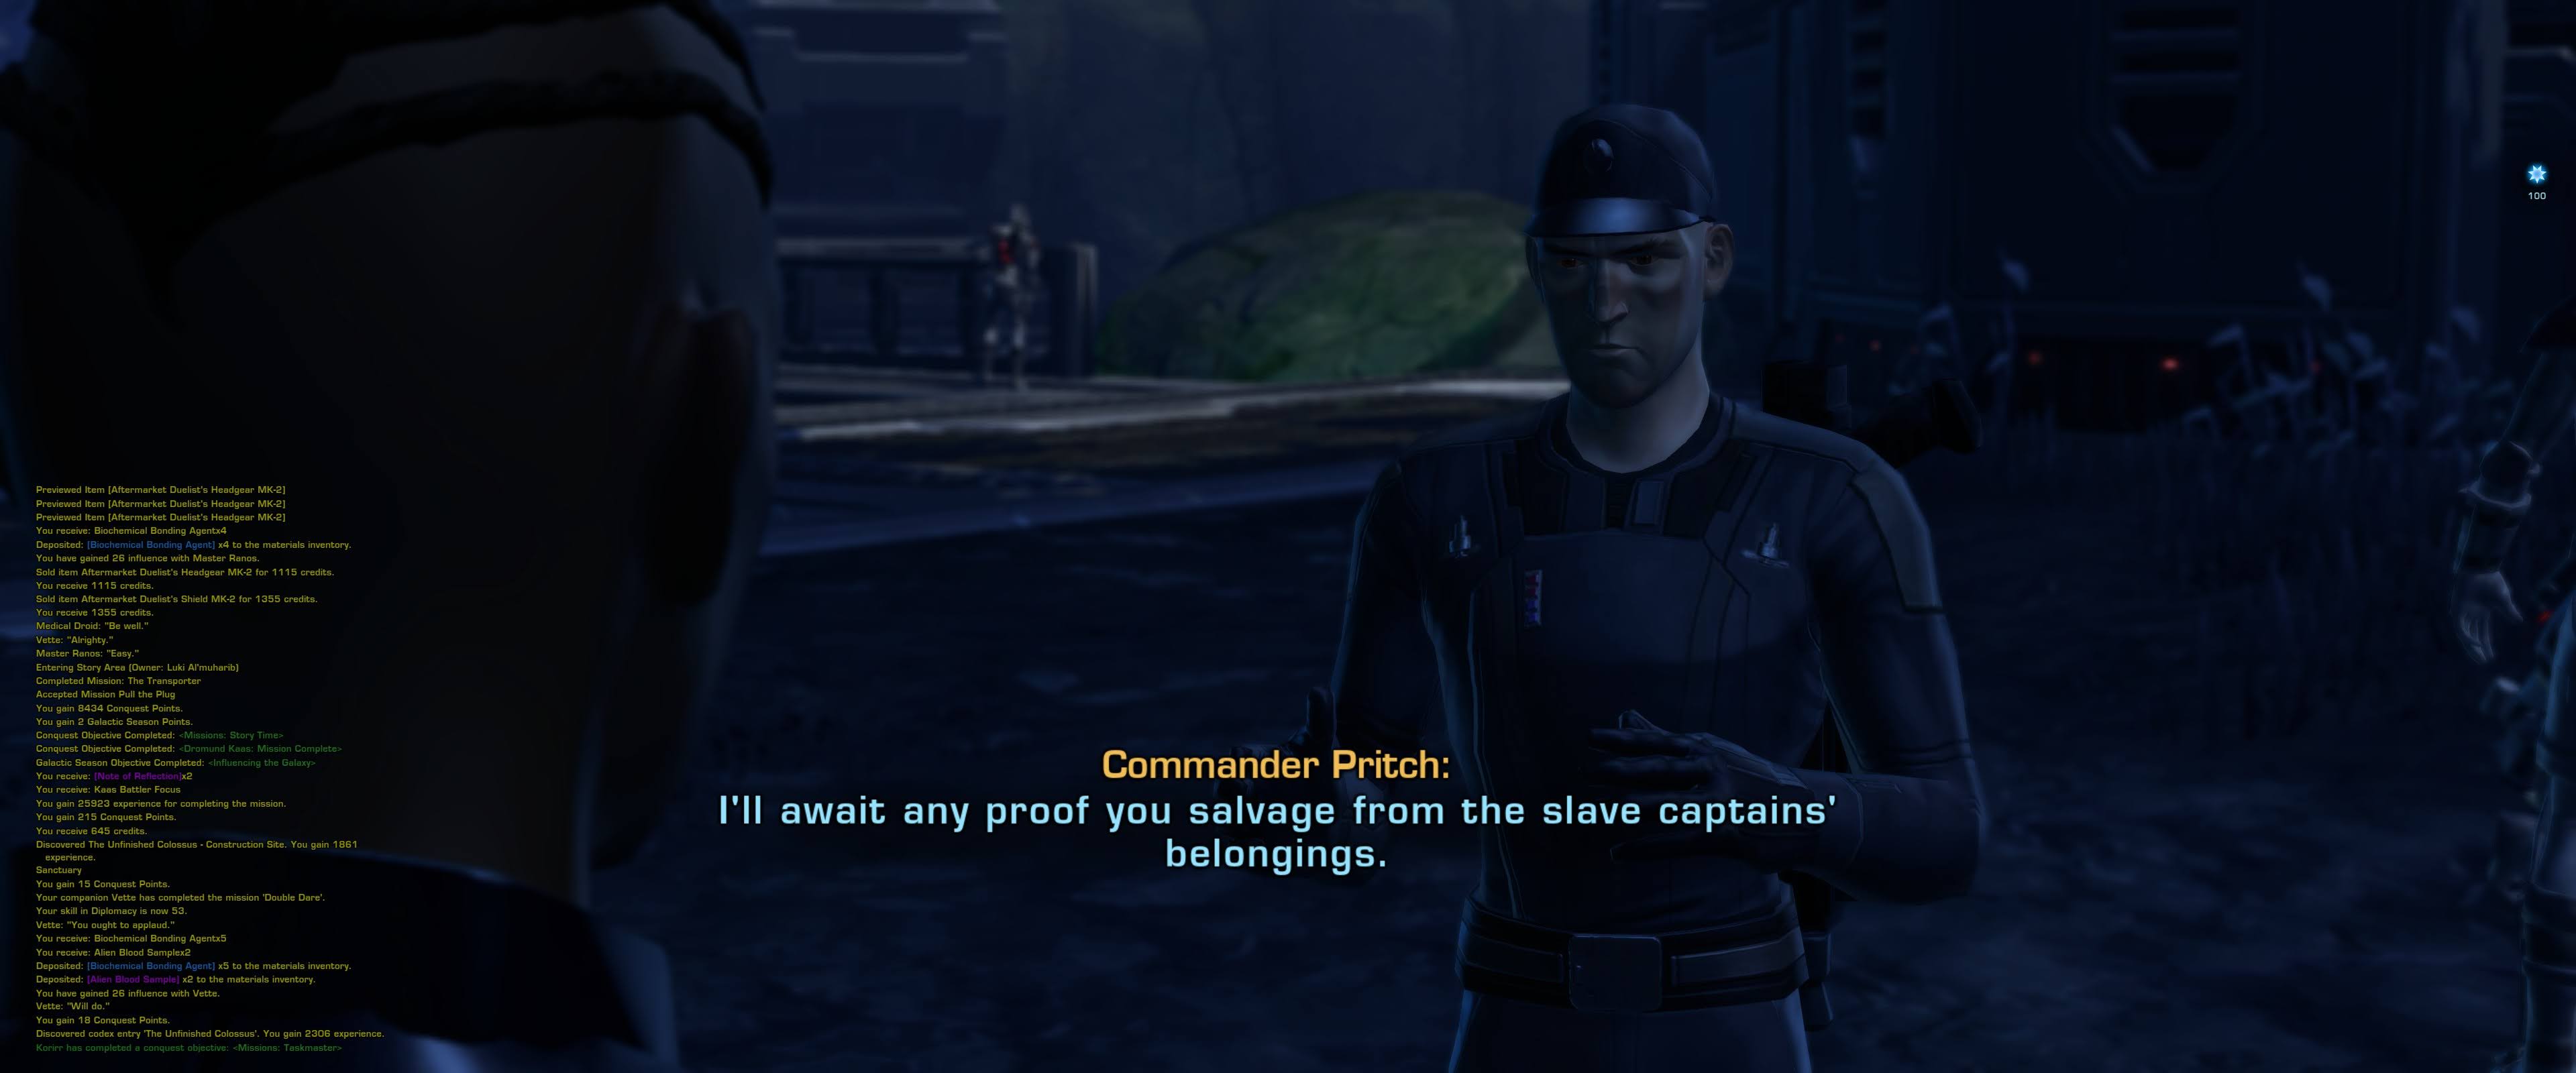 100
Previewed Item [Aftermarket Duelist's Headgear MK-2]
Previewed Item [Aftermarket Duelist's Headgear MK-2]
Previewed Item [Aftermarket Duelist's Headgear MK-2]
You receive: Biochemical Bonding Agentx4
Deposited: [Biochemical Bonding Agent] x4 to the materials inventory.
You have gained 26 influence with Master Ranos.
Sold item Aftermarket Duelist's Headgear MK-2 for 1115 credits.
You receive 1115 credits.
Sold item Aftermarket Duelist's Shield MK-2 for 1355 credits.
You receive 1355 credits.
Medical Droid: "Be well."
Vette: "Alrighty."
Master Ranos: "Easy."
Entering Story Area (Owner: Luki Al'muharib)
Completed Mission: The Transporter
Accepted Mission Pull the Plug
You gain 8434 Conquest Points.
You gain 2 Galactic Season Points.
Conquest Objective Completed: <Missions: Story Time>
Conquest Objective Completed: <Dromund Kaas: Mission Complete>
Galactic Season Objective Completed: <Influencing the Galaxy>
You receive: [Note of Reflection]x2
You receive: Kaas Battler Focus
You gain 25923 experience for completing the mission.
You gain 215 Conquest Points.
You receive 645 credits.
Discovered The Unfinished Colossus - Construction Site. You gain 1861
experience.
Sanctuary
You gain 15 Conquest Points.
Your companion Vette has completed the mission 'Double Dare'.
Your skill in Diplomacy is now 53.
Vette: "You ought to applaud."
You receive: Biochemical Bonding Agentx5
You receive: Alien Blood Samplex2
Deposited: [Biochemical Bonding Agent] x5 to the materials inventory.
Deposited: [Alien Blood Sample] x2 to the materials inventory.
You have gained 26 influence with Vette.
Vette: "Will do."
You gain 18 Conquest Points.
Discovered codex entry 'The Unfinished Colossus'. You gain 2306 experience.
Korirr has completed a conquest objective: <Missions: Taskmaster>
Commander Pritch:
I'll await any proof you salvage from the slave captains'
belongings.